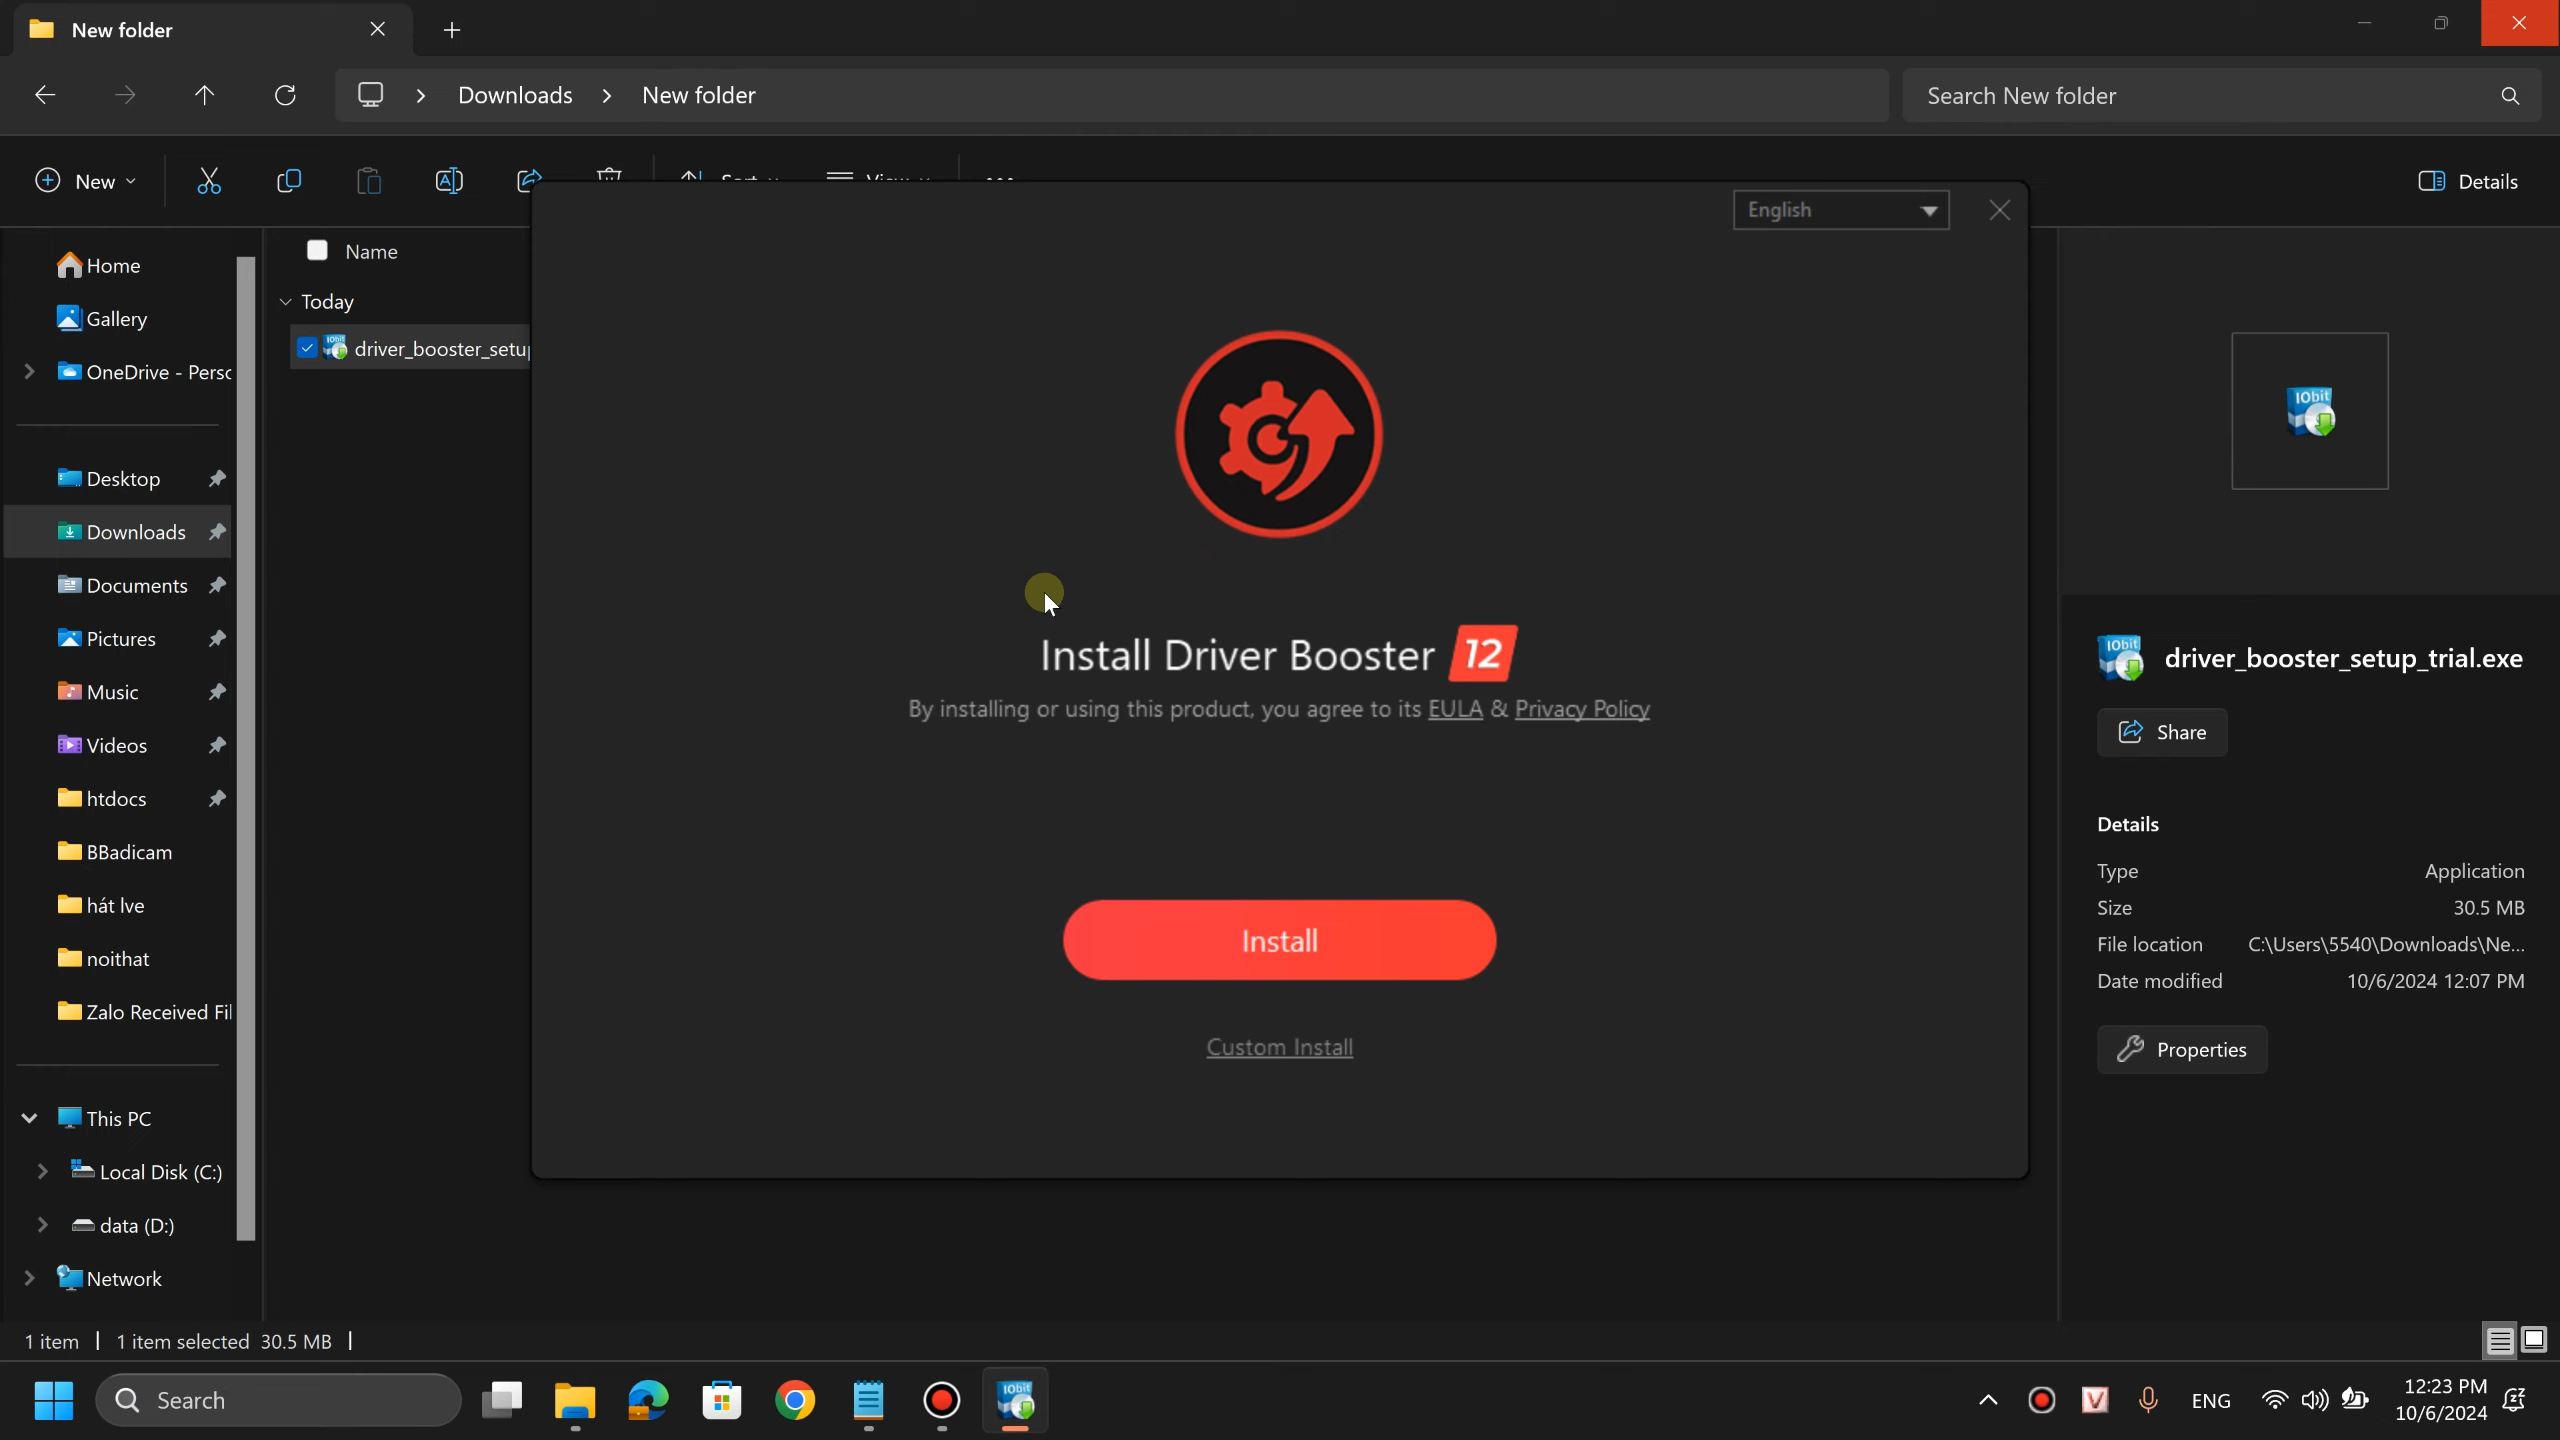 New folder
Downloads > New folder
Search New folder
New
Details
Name
Today
driver_booster_setu
Home
Gallery
OneDrive - Persc
Desktop
Downloads
Documents
Pictures
Music
Videos
htdocs
BBadicam
hát lve
noithat
Zalo Received Fil
This PC
Local Disk (C:)
data (D:)
Network
English
Install Driver Booster 12
By installing or using this product, you agree to its EULA & Privacy Policy
Install
Custom Install
IObit
driver_booster_setup_trial.exe
Share
Details
Type Application
Size 30.5 MB
File location C:\Users\5540\Downloads\Ne...
Date modified 10/6/2024 12:07 PM
Properties
1 item | 1 item selected 30.5 MB |
Search
ENG
12:23 PM
10/6/2024